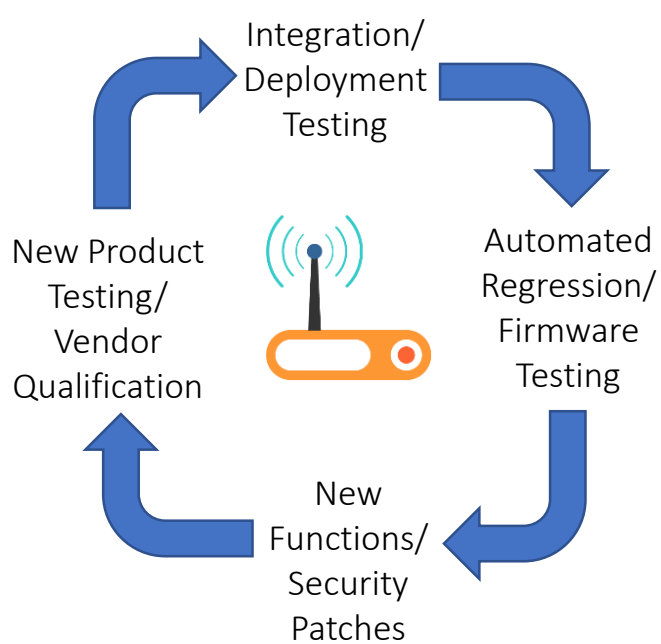 Integration/
Deployment
Testing
Automated
Regression/
Firmware
Testing
New
Functions/
Security
Patches
New Product
Testing/
Vendor
Qualification